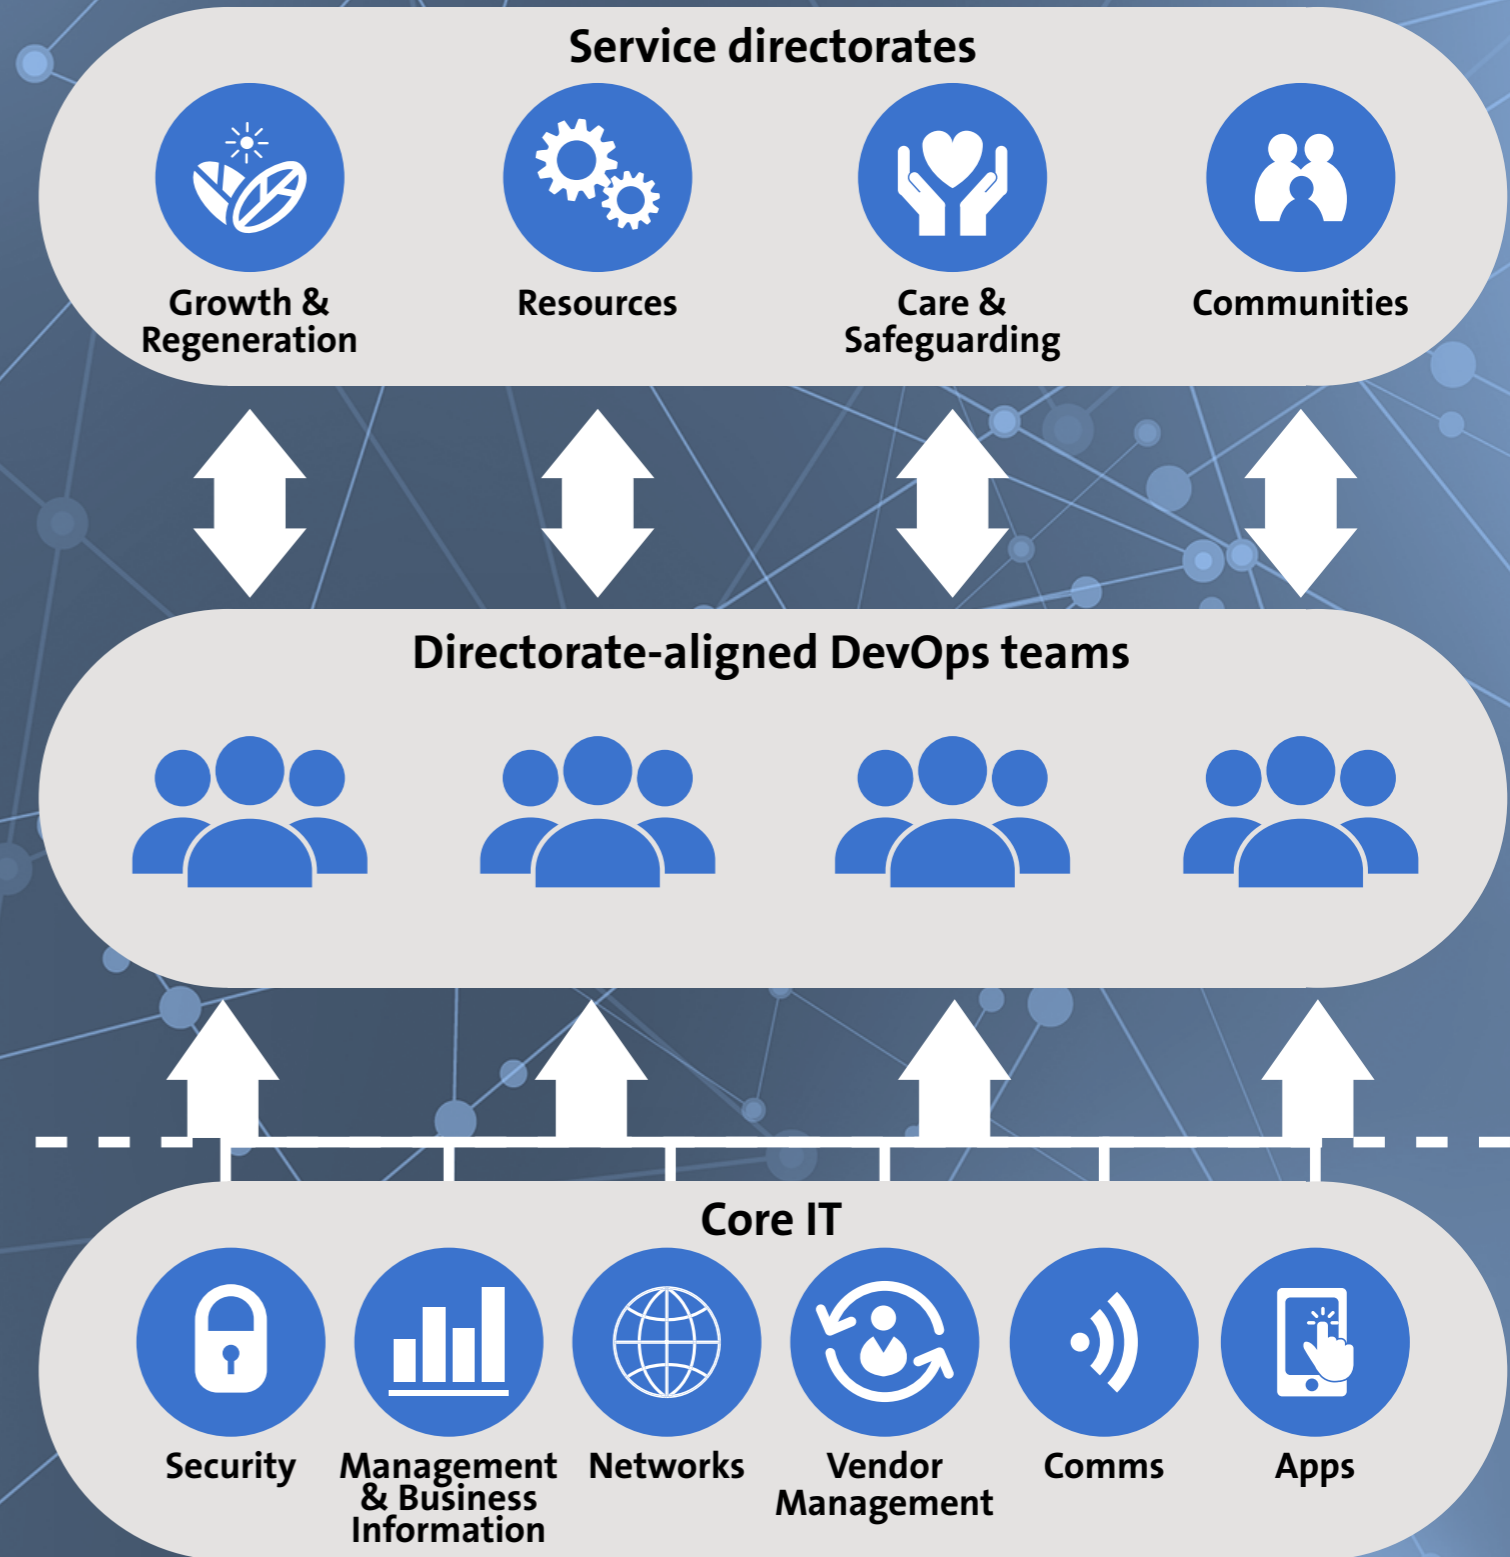 Service directorates
Growth &
Regeneration
Resources
Care &
Safeguarding
Communities
Directorate-aligned DevOps teams
Core IT
Security
Management
& Business
Information
Networks
Vendor
Management
Comms
Apps